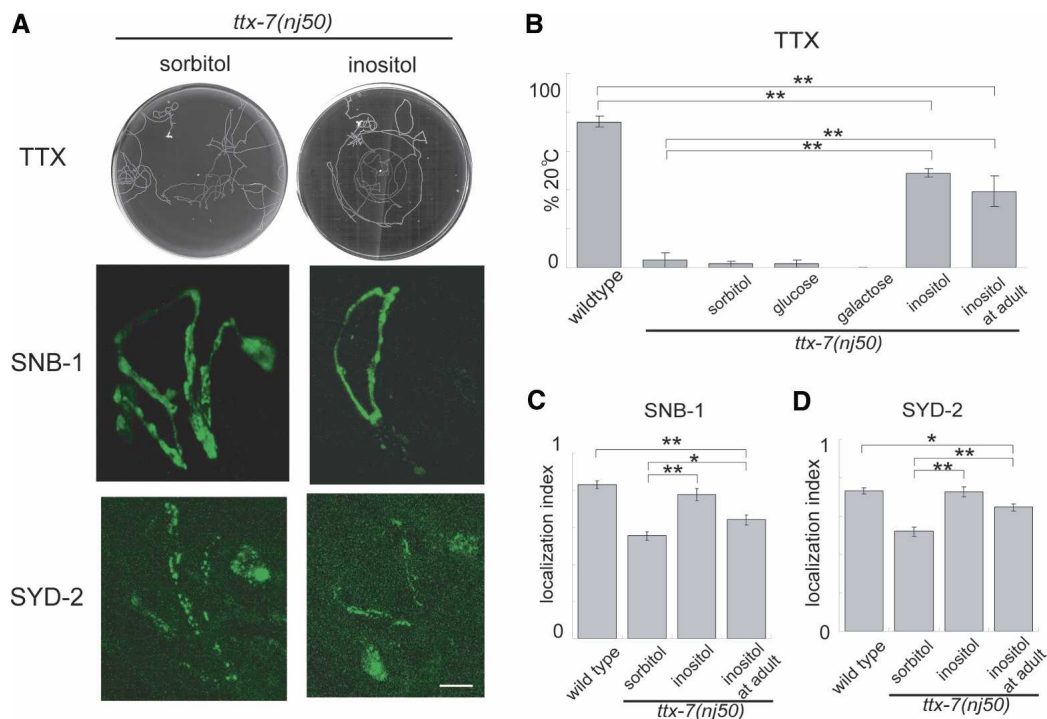 A
ttx-7(nj50)
sorbitol
inositol
TTX
SNB-1
SYD-2
B
TTX
100
% 20°C
0
**
**
**
**
wildtype
sorbitol
glucose
galactose
inositol
inositol
at adult
ttx-7(nj50)
C
SNB-1
1
localization index
0
**
*
**
wild type
sorbitol
inositol
inositol
at adult
ttx-7(nj50)
D
SYD-2
1
localization index
0
*
**
**
wild type
sorbitol
inositol
inositol
at adult
ttx-7(nj50)